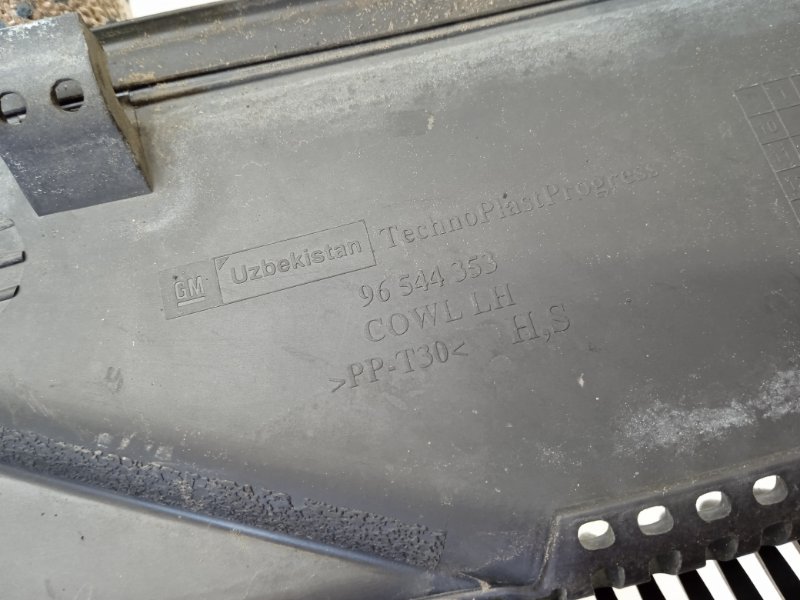 GM Uzbekistan TechnoPlastProgress
96 544 353
COWL LH
>PP-T30< H,S